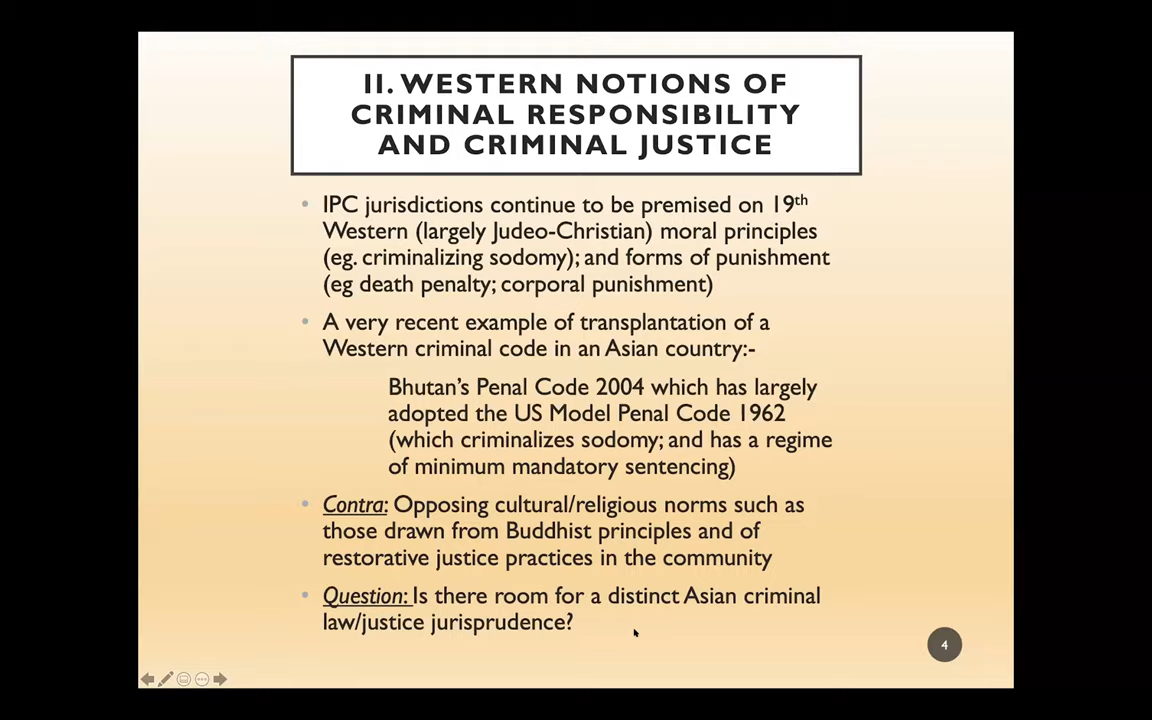 II. WESTERN NOTIONS OF
CRIMINAL RESPONSIBILITY
AND CRIMINAL JUSTICE
• IPC jurisdictions continue to be premised on 19th
Western (largely Judeo-Christian) moral principles
(eg. criminalizing sodomy); and forms of punishment
(eg death penalty; corporal punishment)
• A very recent example of transplantation of a
Western criminal code in an Asian country:-
Bhutan's Penal Code 2004 which has largely
adopted the US Model Penal Code 1962
(which criminalizes sodomy; and has a regime
of minimum mandatory sentencing)
• Contra: Opposing cultural/religious norms such as
those drawn from Buddhist principles and of
restorative justice practices in the community
• Question: Is there room for a distinct Asian criminal
law/justice jurisprudence?
4